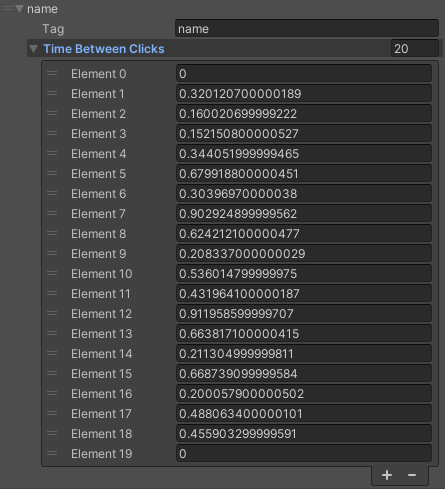 name
Tag name
Time Between Clicks 20
Element 0 0
Element 1 0.320120700000189
Element 2 0.160020699999222
Element 3 0.152150800000527
Element 4 0.344051999999465
Element 5 0.679918800000451
Element 6 0.30396970000038
Element 7 0.902924899999562
Element 8 0.624212100000477
Element 9 0.208337000000029
Element 10 0.536014799999975
Element 11 0.431964100000187
Element 12 0.911958599999707
Element 13 0.663817100000415
Element 14 0.211304999999811
Element 15 0.668739099999584
Element 16 0.200057900000502
Element 17 0.488063400000101
Element 18 0.455903299999591
Element 19 0
+ −